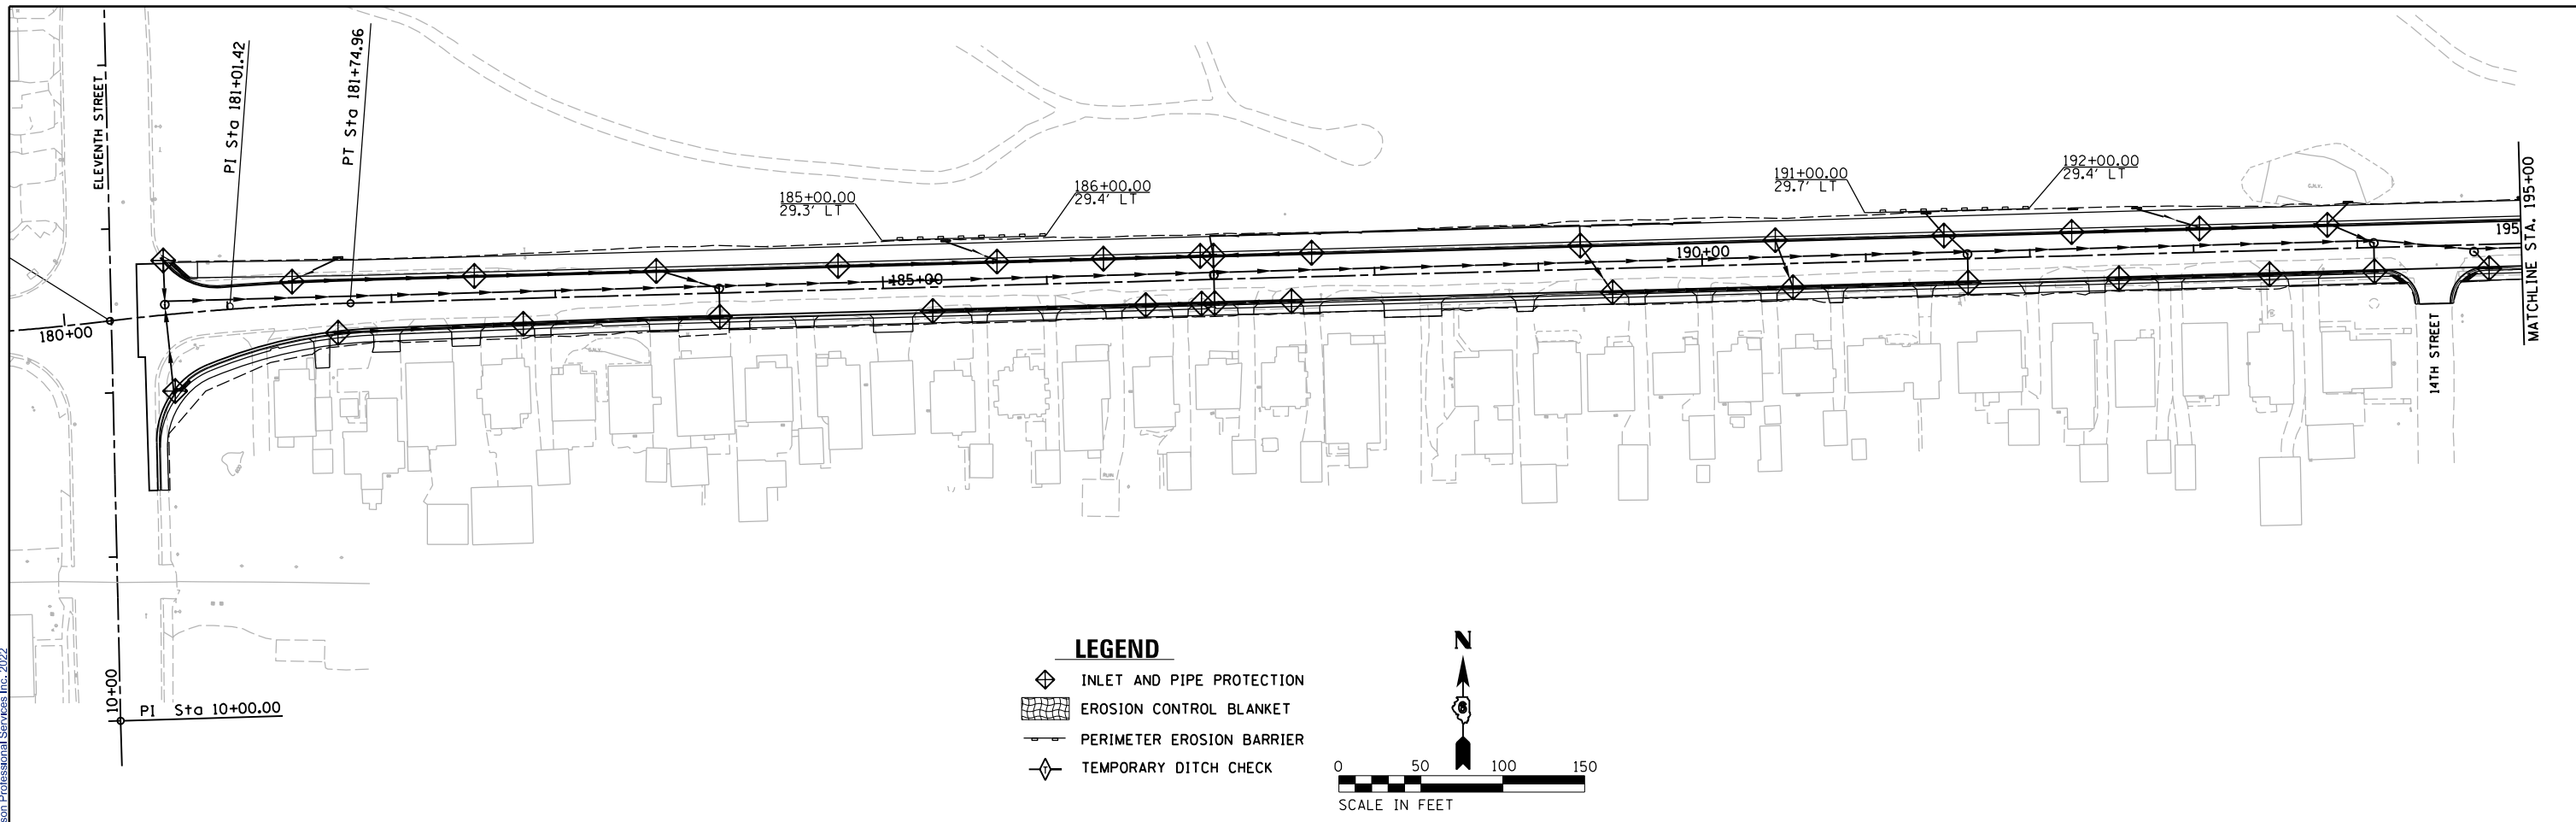 ELEVENTH STREET
PI Sta 181+01.42
PT Sta 181+74.96
185+00.00
29.3' LT
186+00.00
29.4' LT
191+00.00
29.7' LT
192+00.00
29.4' LT
MATCHLINE STA. 195+00
195
190+00
185+00
180+00
14TH STREET
10+00
PI Sta 10+00.00
son Professional Services Inc. 2022
LEGEND
INLET AND PIPE PROTECTION
EROSION CONTROL BLANKET
PERIMETER EROSION BARRIER
TEMPORARY DITCH CHECK
N
0 50 100 150
SCALE IN FEET